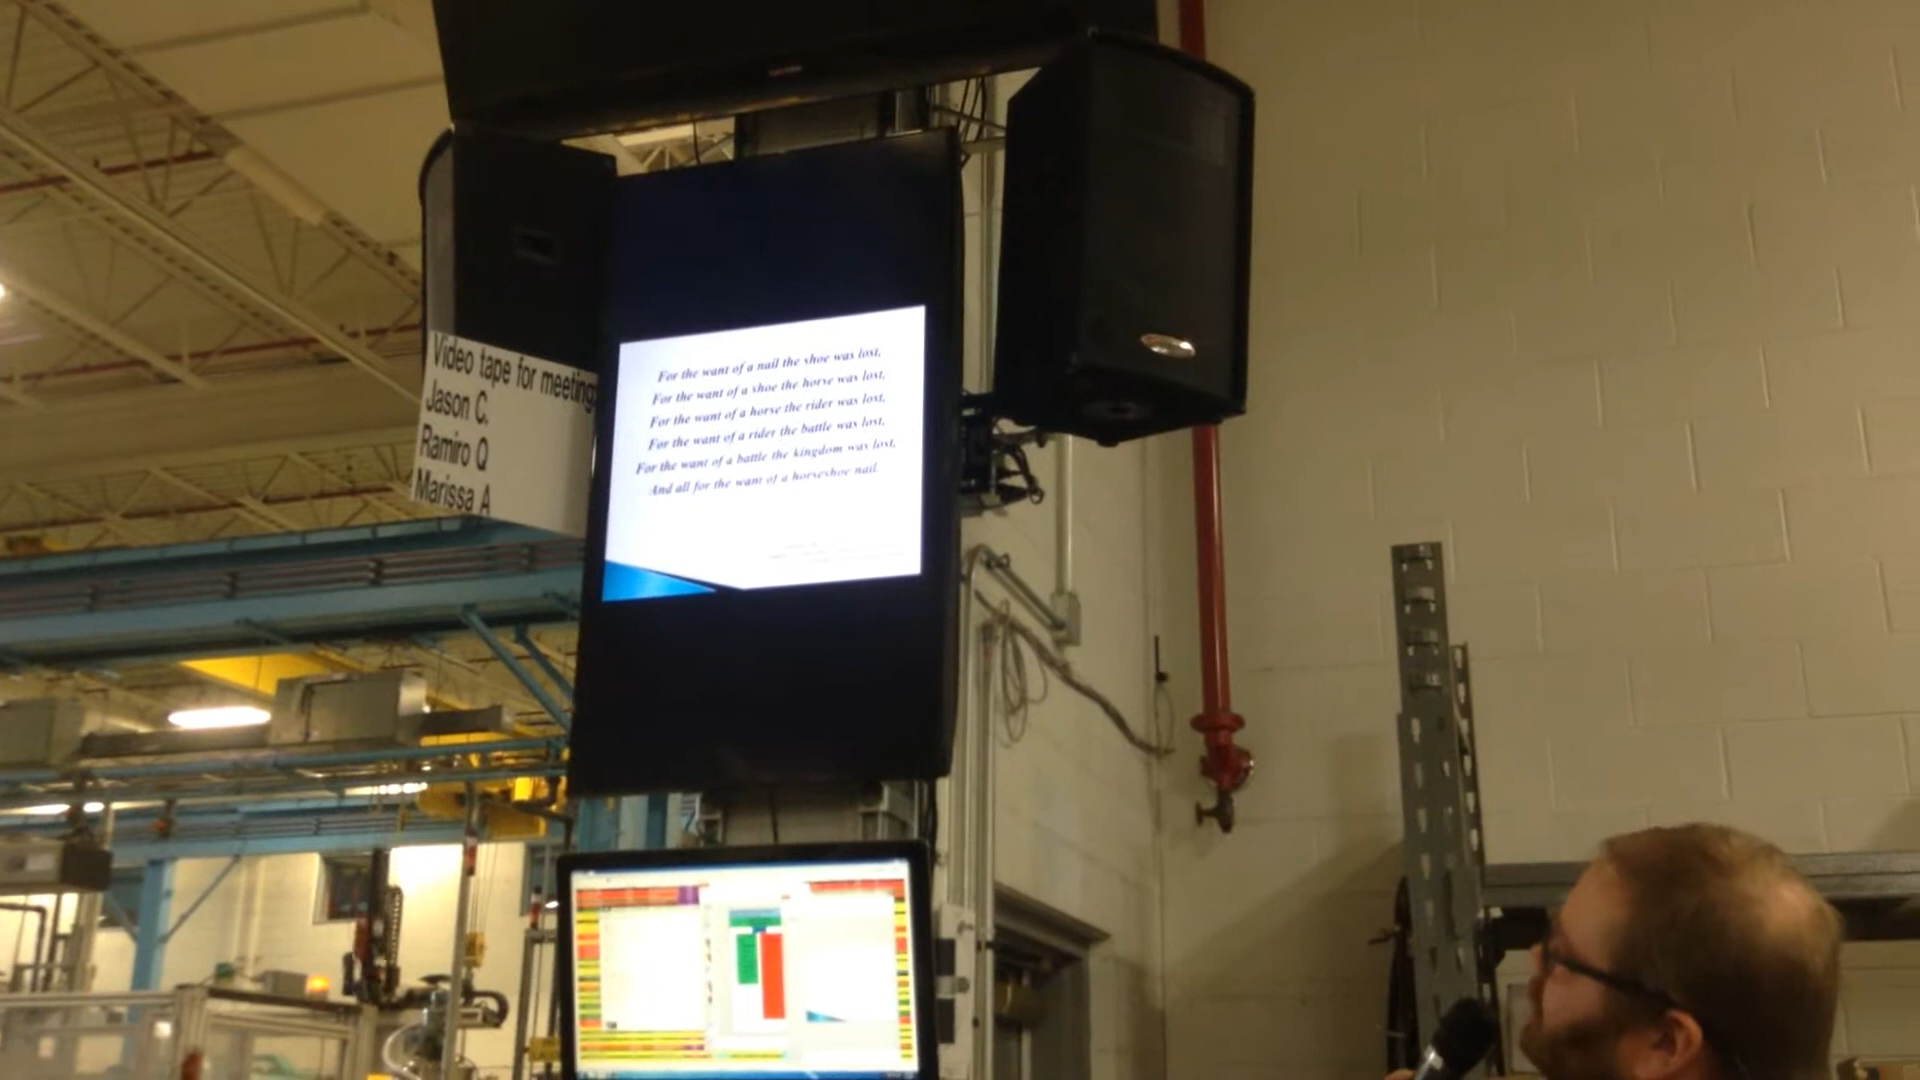 Video tape for meeting
Jason C.
Ramiro Q
Marissa A
For the want of a nail the shoe was lost,
For the want of a shoe the horse was lost,
For the want of a horse the rider was lost,
For the want of a rider the battle was lost,
For the want of a battle the kingdom was lost,
And all for the want of a horseshoe nail.